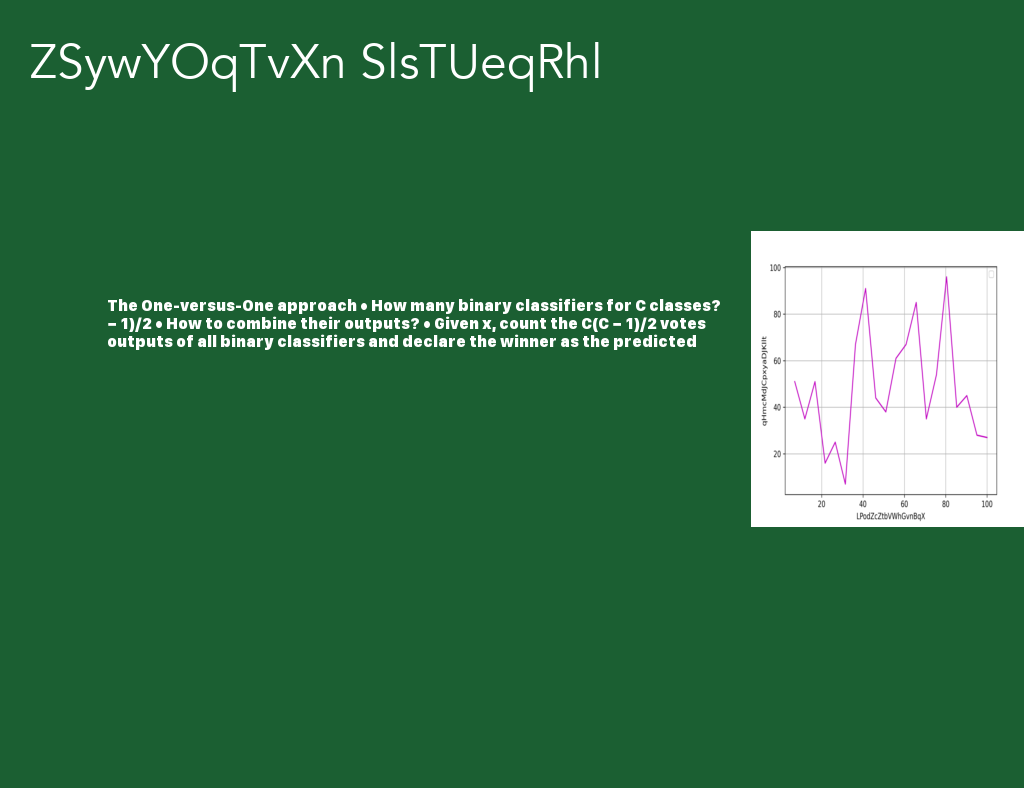 ZSywYOqTvXn SlsTUeqRhl
The One-versus-One approach • How many binary classifiers for C classes?
– 1)/2 • How to combine their outputs? • Given x, count the C(C – 1)/2 votes
outputs of all binary classifiers and declare the winner as the predicted
100
80
60
40
20
20 40 60 80 100
LPodZcZtbVWhGvnBqX